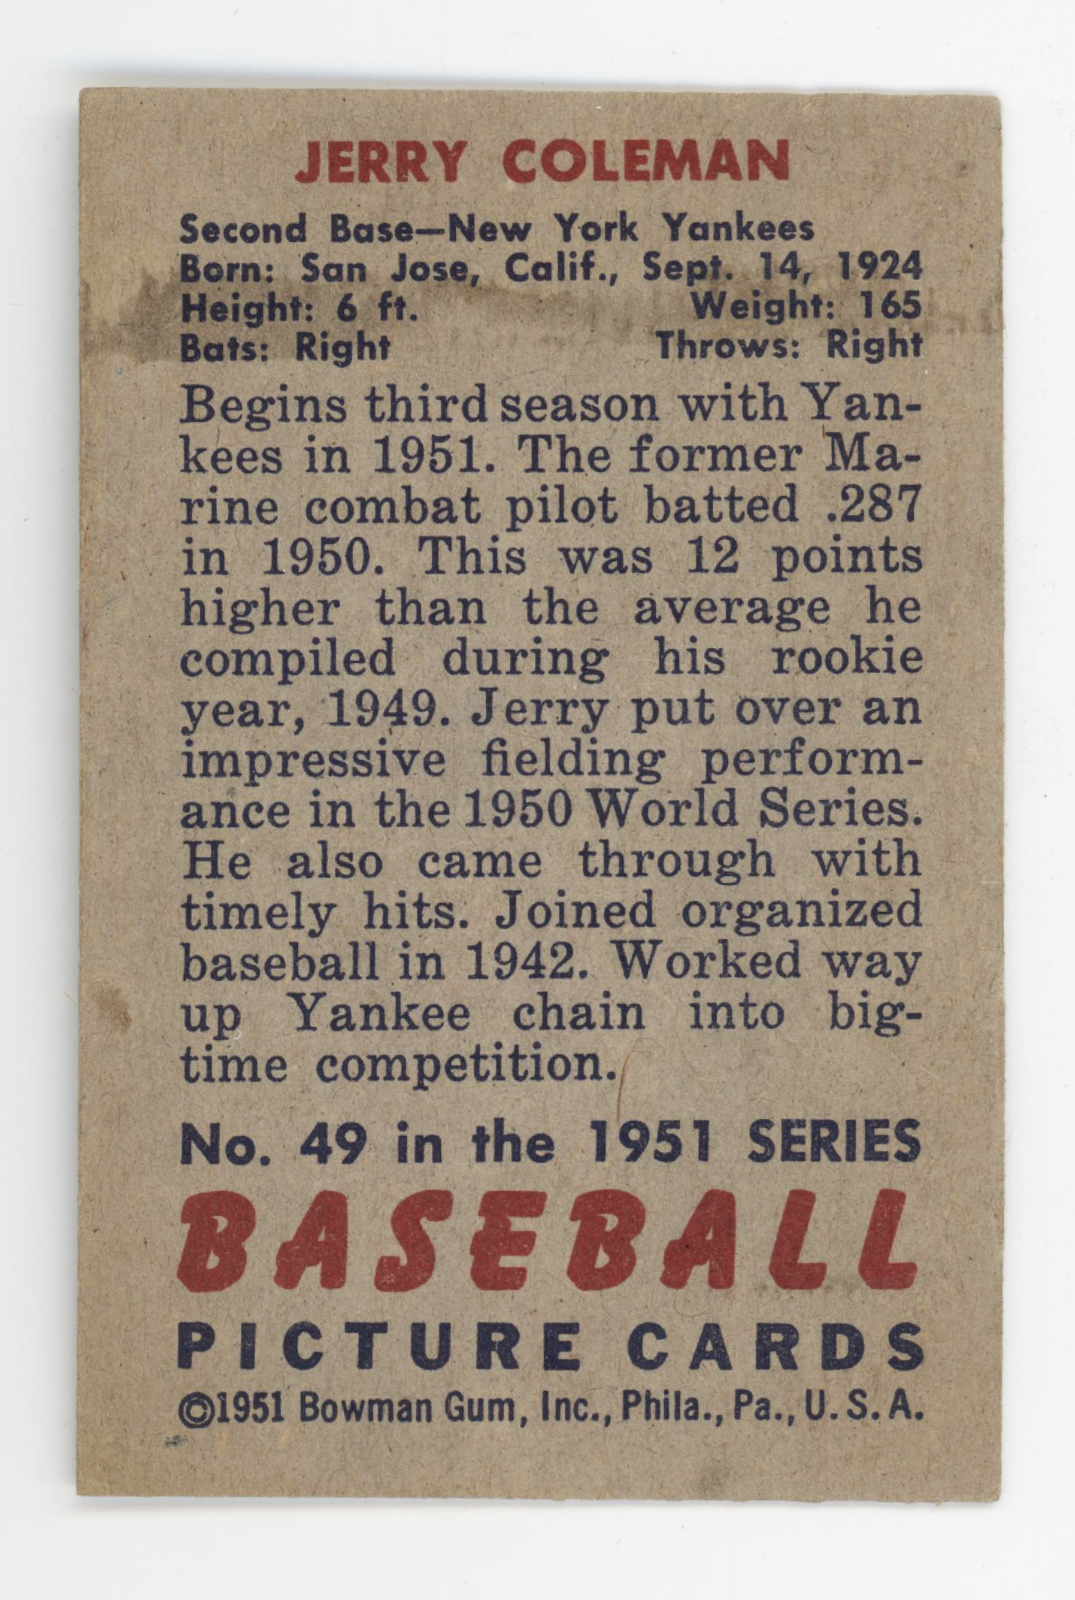 JERRY COLEMAN
Second Base—New York Yankees
Born: San Jose, Calif., Sept. 14, 1924
Height: 6 ft. Weight: 165
Bats: Right Throws: Right
Begins third season with Yan-
kees in 1951. The former Ma-
rine combat pilot batted .287
in 1950. This was 12 points
higher than the average he
compiled during his rookie
year, 1949. Jerry put over an
impressive fielding perform-
ance in the 1950 World Series.
He also came through with
timely hits. Joined organized
baseball in 1942. Worked way
up Yankee chain into big-
time competition.
No. 49 in the 1951 SERIES
BASEBALL
PICTURE CARDS
©1951 Bowman Gum, Inc., Phila., Pa., U. S. A.